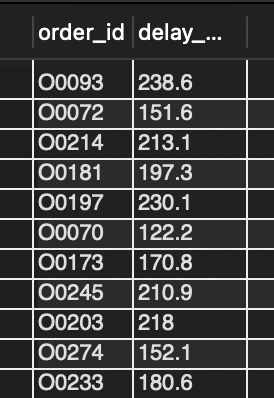 order_id delay_...
O0093 238.6
O0072 151.6
O0214 213.1
O0181 197.3
O0197 230.1
O0070 122.2
O0173 170.8
O0245 210.9
O0203 218
O0274 152.1
O0233 180.6